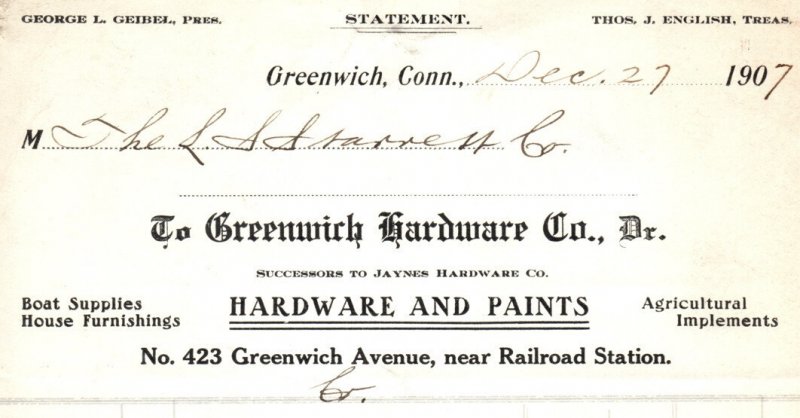 GEORGE L. GEIBEL, PRES. STATEMENT. THOS. J. ENGLISH, TREAS.
Greenwich, Conn., Dec. 27 1907
M The L. S Starrett Co.
To Greenwich Hardware Co., Dr.
SUCCESSORS TO JAYNES HARDWARE CO.
Boat Supplies
House Furnishings
HARDWARE AND PAINTS
Agricultural
Implements
No. 423 Greenwich Avenue, near Railroad Station.
Cr.